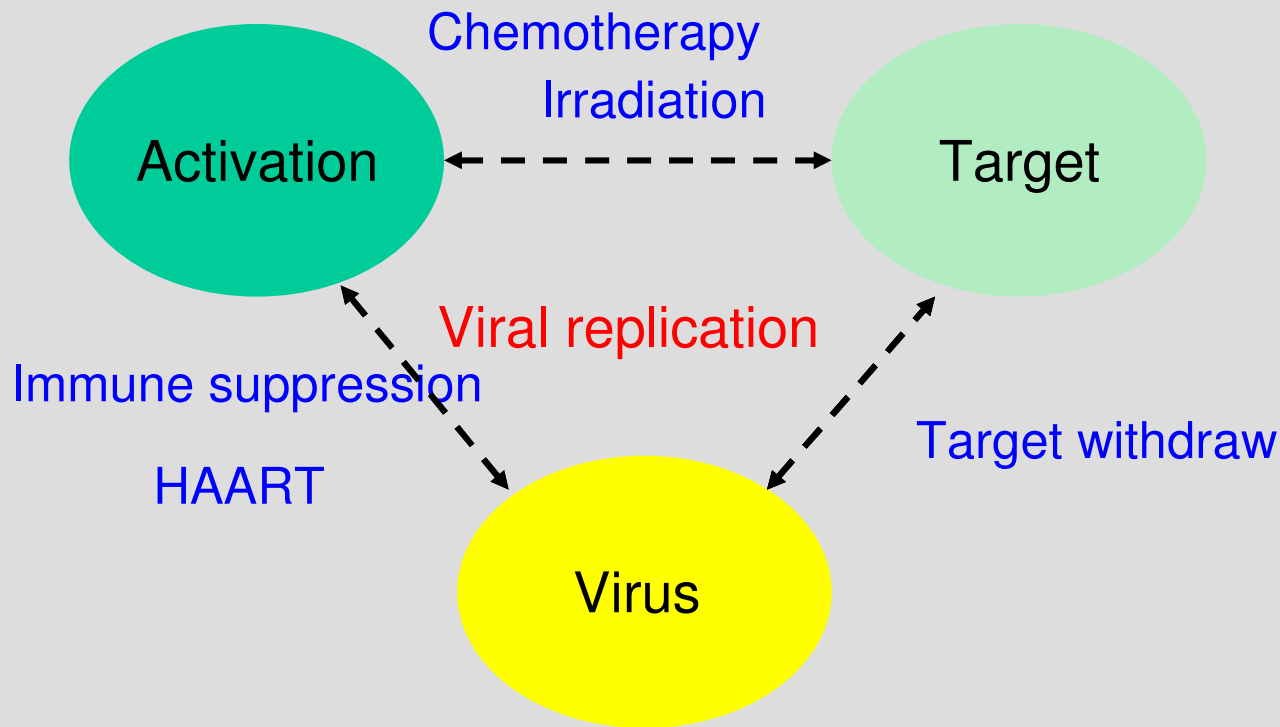 Chemotherapy
Irradiation
Activation
Target
Viral replication
Immune suppression
Target withdraw
HAART
Virus